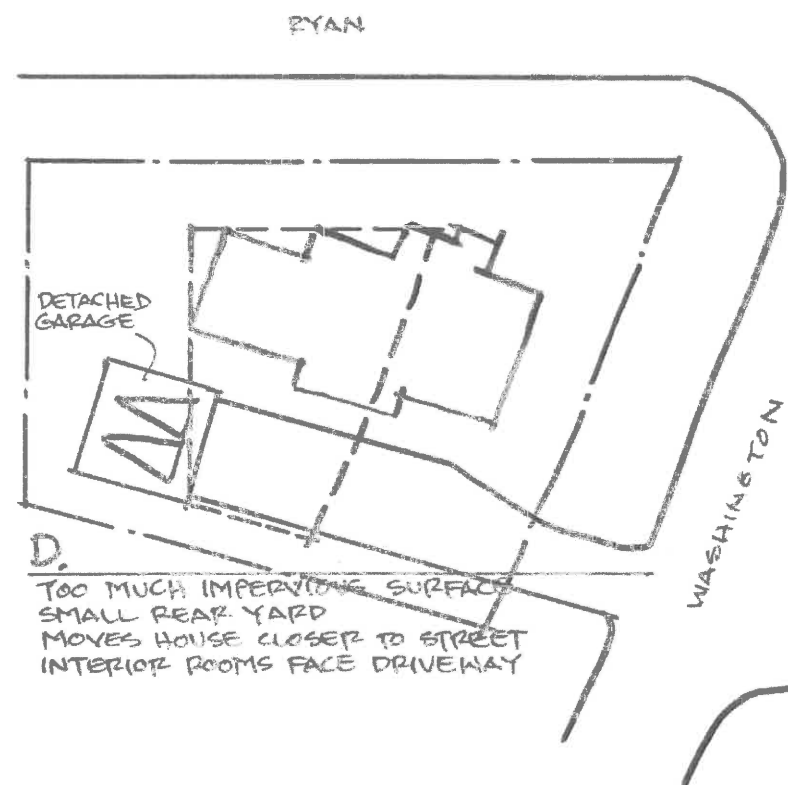 RYAN
DETACHED
GARAGE
WASHINGTON
D.
TOO MUCH IMPERVIOUS SURFACE
SMALL REAR YARD
MOVES HOUSE CLOSER TO STREET
INTERIOR ROOMS FACE DRIVEWAY